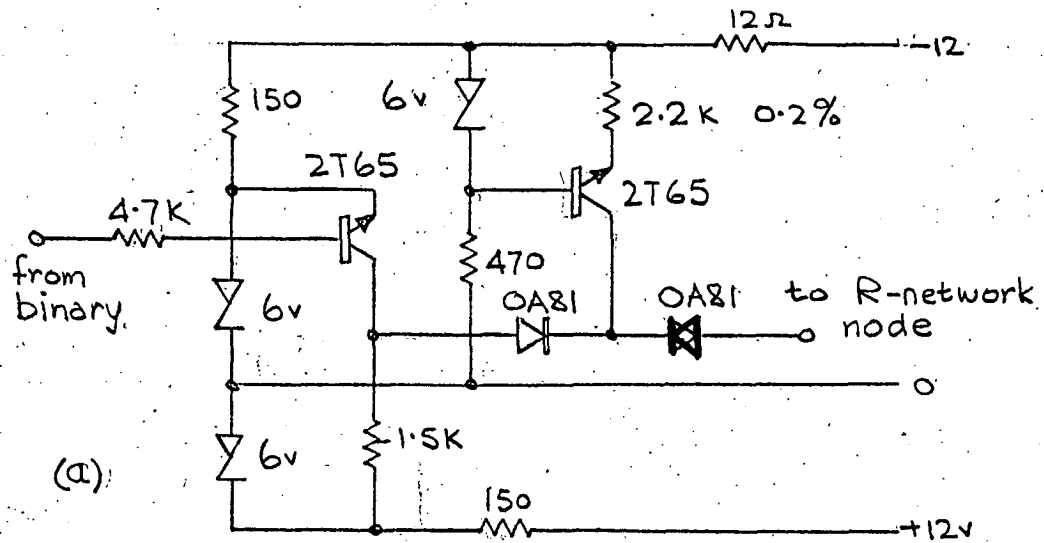 12Ω
-12
150
6v
2.2K 0.2%
2T65
2T65
4.7K
from
binary.
6v
470
OA81
OA81
to R-network
node
0
6v
1.5K
(a)
150
+12v